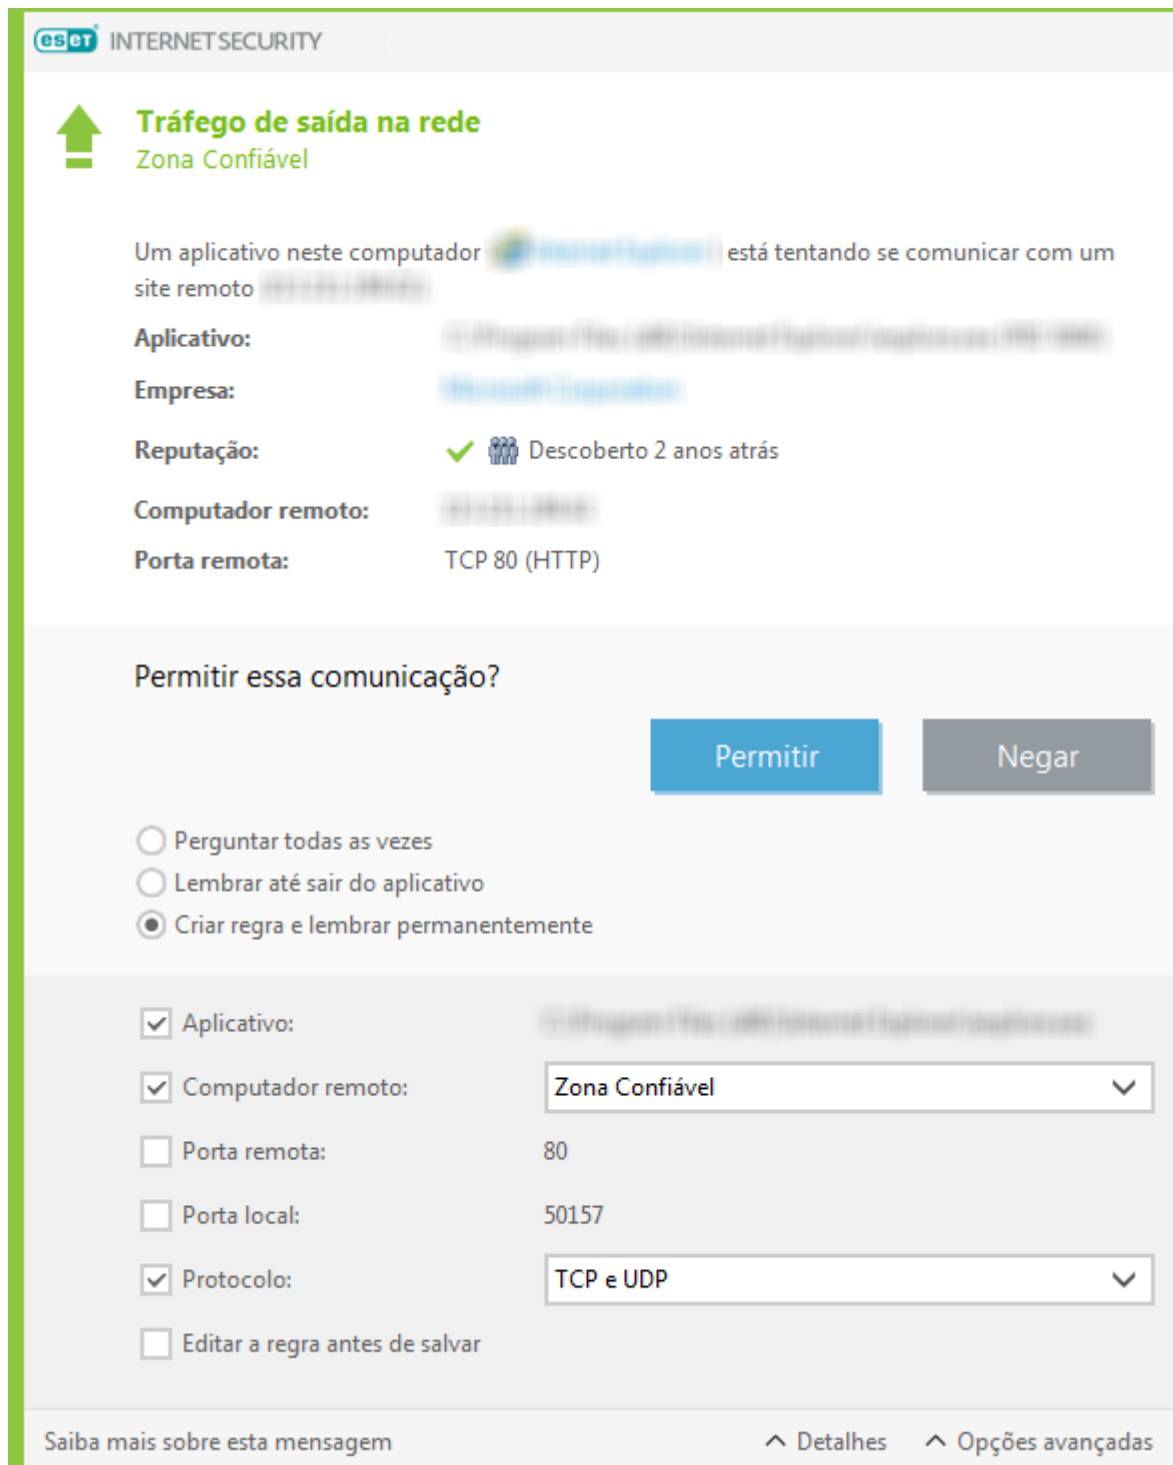 eset INTERNET SECURITY
Tráfego de saída na rede
Zona Confiável
Um aplicativo neste computador está tentando se comunicar com um
site remoto
Aplicativo:
Empresa:
Reputação: Descoberto 2 anos atrás
Computador remoto:
Porta remota: TCP 80 (HTTP)
Permitir essa comunicação?
Permitir Negar
Perguntar todas as vezes
Lembrar até sair do aplicativo
Criar regra e lembrar permanentemente
Aplicativo:
Computador remoto: Zona Confiável
Porta remota: 80
Porta local: 50157
Protocolo: TCP e UDP
Editar a regra antes de salvar
Saiba mais sobre esta mensagem Detalhes Opções avançadas